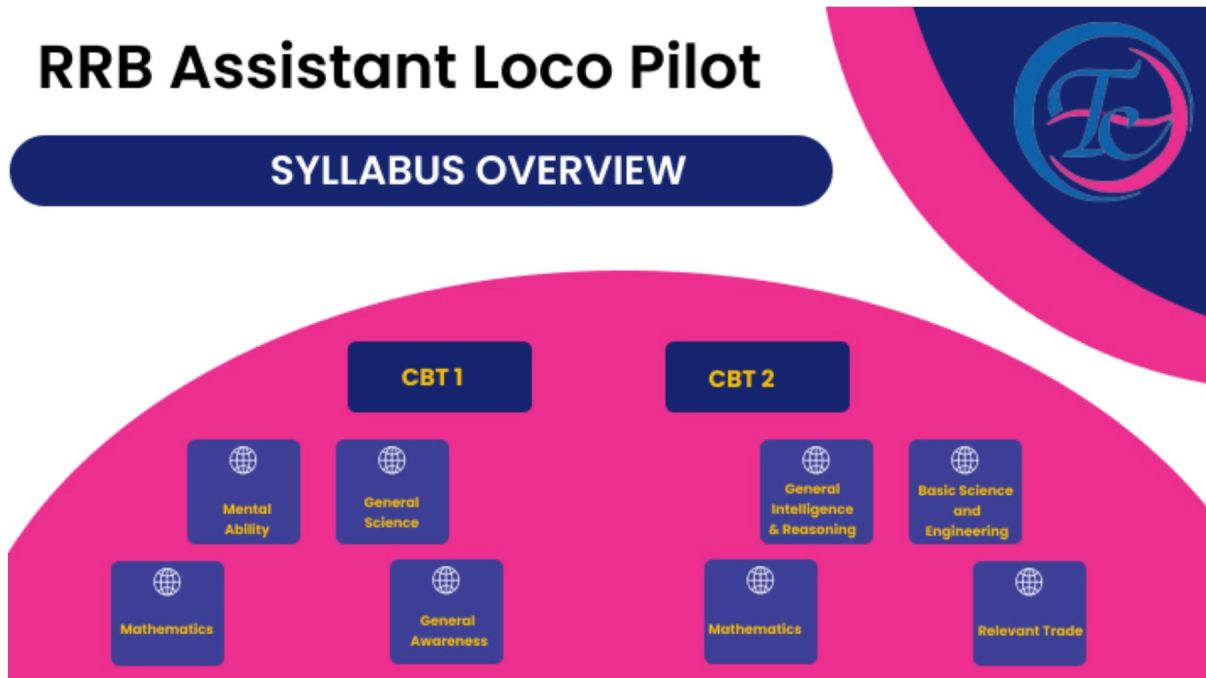 RRB Assistant Loco Pilot
SYLLABUS OVERVIEW
Tc
CBT 1
CBT 2
Mental
Ability
General
Science
General
Intelligence
& Reasoning
Basic Science
and
Engineering
Mathematics
General
Awareness
Mathematics
Relevant Trade